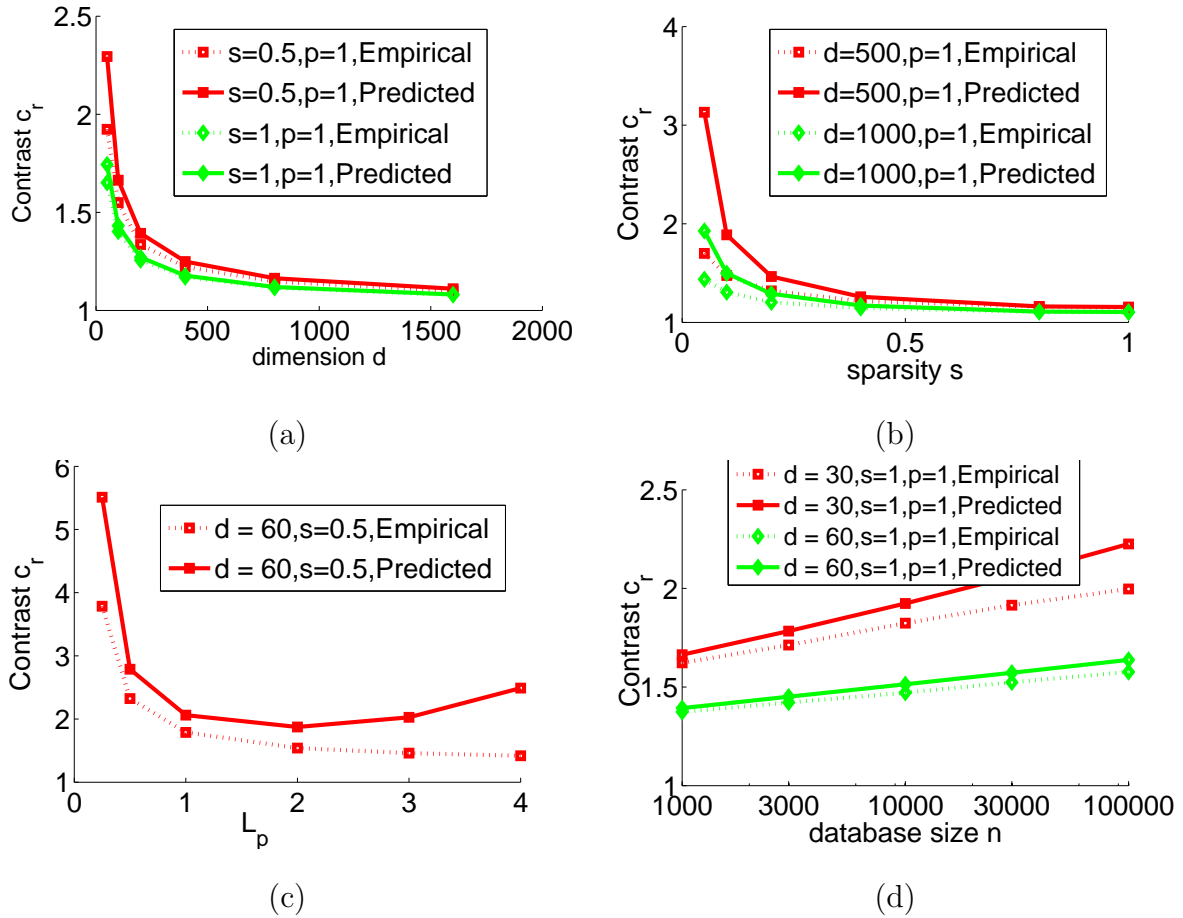 2.5
2
1.5
1
Contrast c_r
s=0.5,p=1,Empirical
s=0.5,p=1,Predicted
s=1,p=1,Empirical
s=1,p=1,Predicted
0 500 1000 1500 2000
dimension d
(a)
4
3
2
1
Contrast c_r
d=500,p=1,Empirical
d=500,p=1,Predicted
d=1000,p=1,Empirical
d=1000,p=1,Predicted
0 0.5 1
sparsity s
(b)
6
5
4
3
2
1
Contrast c_r
d = 60,s=0.5,Empirical
d = 60,s=0.5,Predicted
0 1 2 3 4
L_p
(c)
2.5
2
1.5
1
Contrast c_r
d = 30,s=1,p=1,Empirical
d = 30,s=1,p=1,Predicted
d = 60,s=1,p=1,Empirical
d = 60,s=1,p=1,Predicted
1000 3000 10000 30000 100000
database size n
(d)